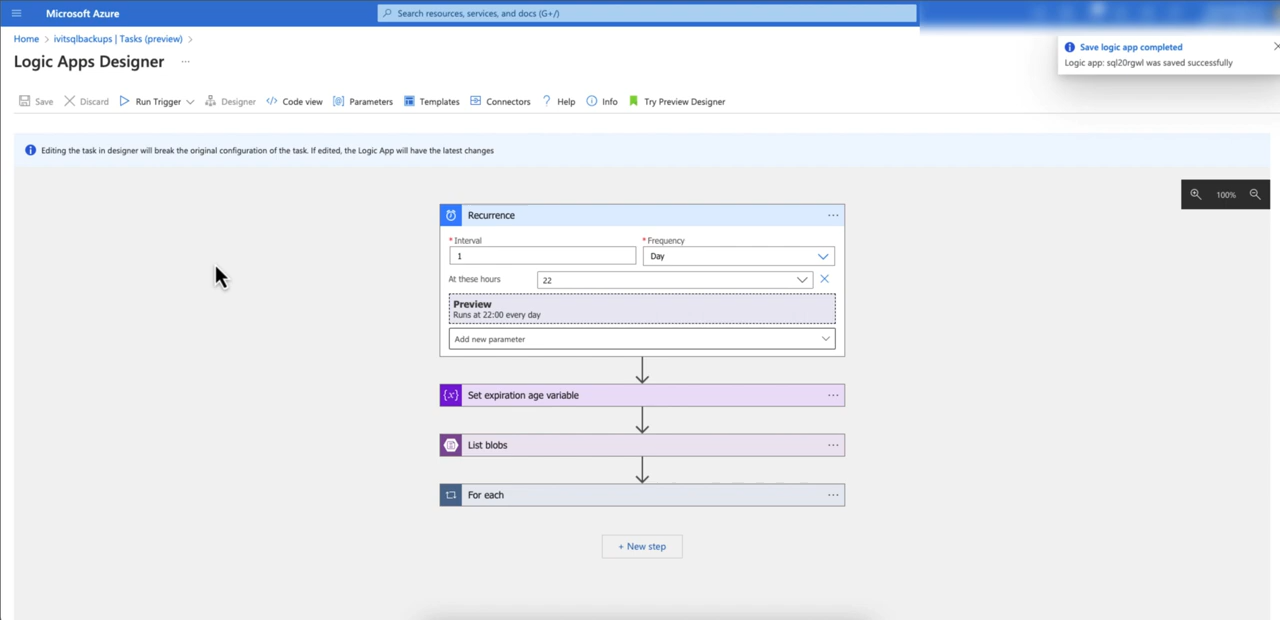 Microsoft Azure
Search resources, services, and docs (G+/)
Home > ivitsqlbackups | Tasks (preview) >
Logic Apps Designer ...
Save logic app completed
Logic app: sql20rgwl was saved successfully
Save Discard Run Trigger Designer Code view Parameters Templates Connectors Help Info Try Preview Designer
Editing the task in designer will break the original configuration of the task. If edited, the Logic App will have the latest changes
100%
Recurrence
* Interval * Frequency
1 Day
At these hours 22
Preview
Runs at 22:00 every day
Add new parameter
{x} Set expiration age variable
List blobs
For each
+ New step